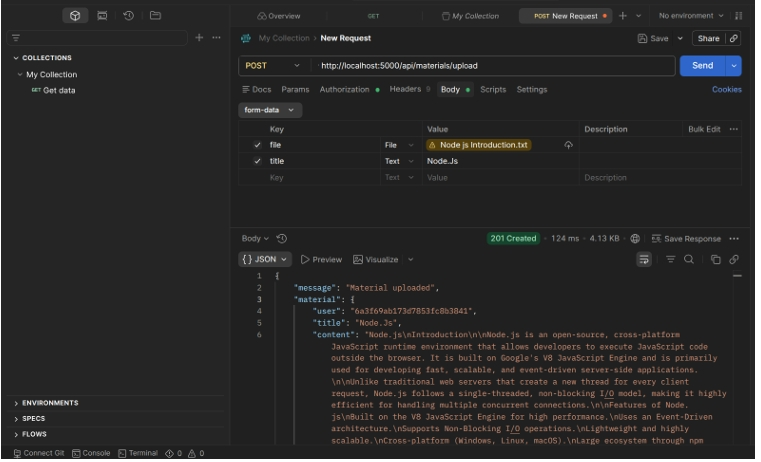 Overview
GET
My Collection
POST New Request
No environment
My Collection > New Request
Save
Share
POST
http://localhost:5000/api/materials/upload
Send
Docs Params Authorization Headers 9 Body Scripts Settings
Cookies
form-data
Key Value Description Bulk Edit
file File Node js Introduction.txt
title Text Node.Js
Key Text Value Description
COLLECTIONS
My Collection
GET Get data
Body 201 Created 124 ms 4.13 KB Save Response
{} JSON Preview Visualize
1 {
2 "message": "Material uploaded",
3 "material": {
4 "user": "6a3f69ab173d7853fc8b3841",
5 "title": "Node.Js",
6 "content": "Node.js\nIntroduction\n\nNode.js is an open-source, cross-platform
JavaScript runtime environment that allows developers to execute JavaScript code
outside the browser. It is built on Google's V8 JavaScript Engine and is primarily
used for developing fast, scalable, and event-driven server-side applications.
\n\nUnlike traditional web servers that create a new thread for every client
request, Node.js follows a single-threaded, non-blocking I/O model, making it highly
efficient for handling multiple concurrent connections.\n\nFeatures of Node.
js\nBuilt on the V8 JavaScript Engine for high performance.\nUses an Event-Driven
architecture.\nSupports Non-Blocking I/O operations.\nLightweight and highly
scalable.\nCross-platform (Windows, Linux, macOS).\nLarge ecosystem through npm
ENVIRONMENTS
SPECS
FLOWS
Connect Git Console Terminal 0 0